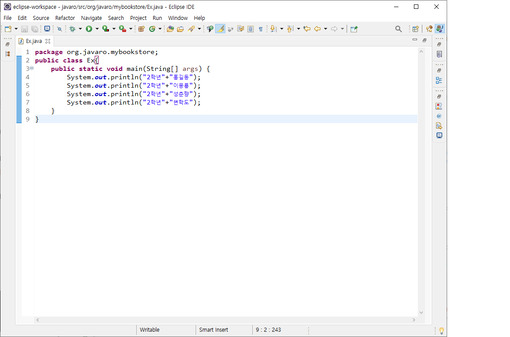 eclipse-workspace - javaro/src/org/javaro/mybookstore/Ex.java - Eclipse IDE
File Edit Source Refactor Navigate Search Project Run Window Help
Ex.java
1 package org.javaro.mybookstore;
2 public class Ex{
3 public static void main(String[] args) {
4 System.out.println("2학년"+"홍길동");
5 System.out.println("2학년"+"이몽룡");
6 System.out.println("2학년"+"성춘향");
7 System.out.println("2학년"+"변학도");
8 }
9 }
Writable Smart Insert 9 : 2 : 243